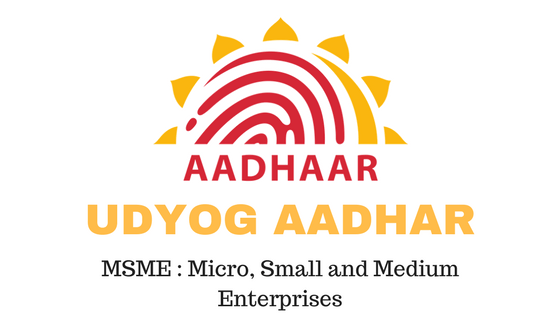 AADHAAR
UDYOG AADHAR
MSME : Micro, Small and Medium
Enterprises